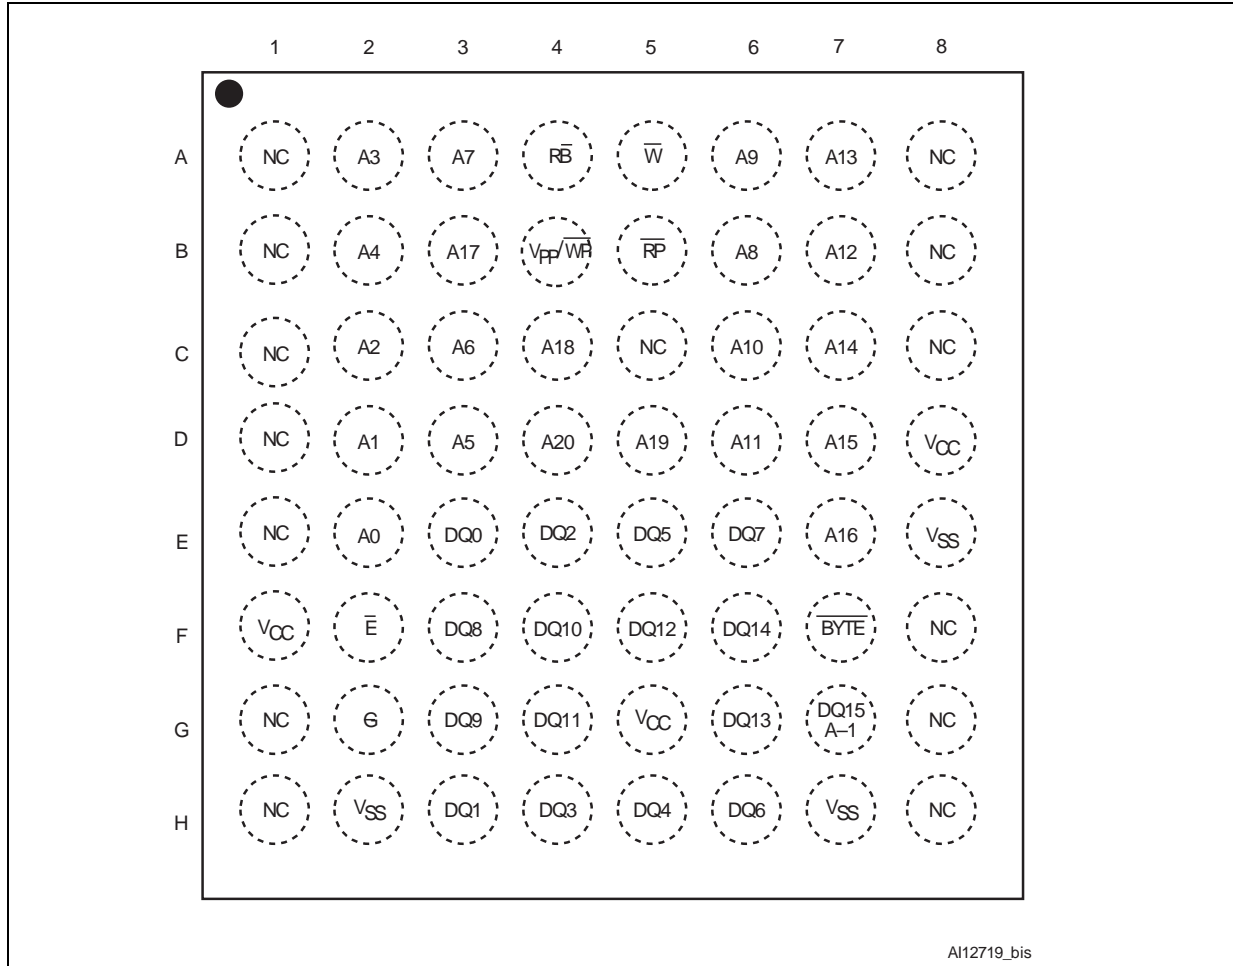 1 2 3 4 5 6 7 8
A NC A3 A7 RB̅ W̅ A9 A13 NC
B NC A4 A17 VPP/W̅P̅ R̅P̅ A8 A12 NC
C NC A2 A6 A18 NC A10 A14 NC
D NC A1 A5 A20 A19 A11 A15 VCC
E NC A0 DQ0 DQ2 DQ5 DQ7 A16 VSS
F VCC E̅ DQ8 DQ10 DQ12 DQ14 B̅Y̅T̅E̅ NC
G NC G̅ DQ9 DQ11 VCC DQ13 DQ15 NC
A–1
H NC VSS DQ1 DQ3 DQ4 DQ6 VSS NC
AI12719_bis